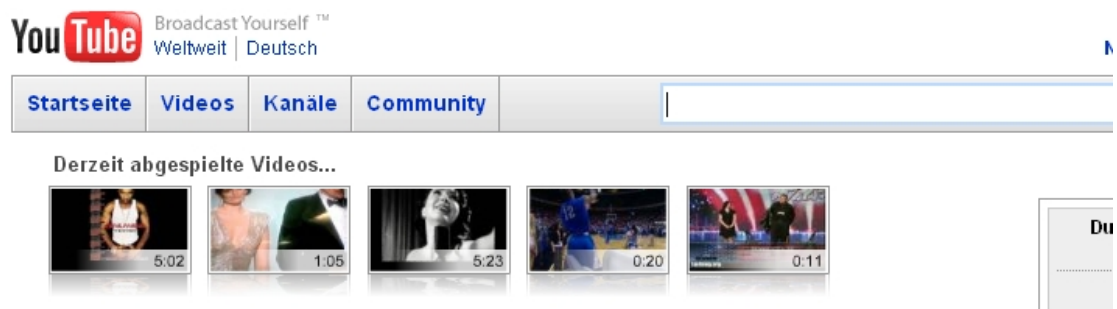 YouTube Broadcast Yourself ™
Weltweit | Deutsch
N
Startseite Videos Kanäle Community
Derzeit abgespielte Videos...
5:02 1:05 5:23 0:20 0:11
Du